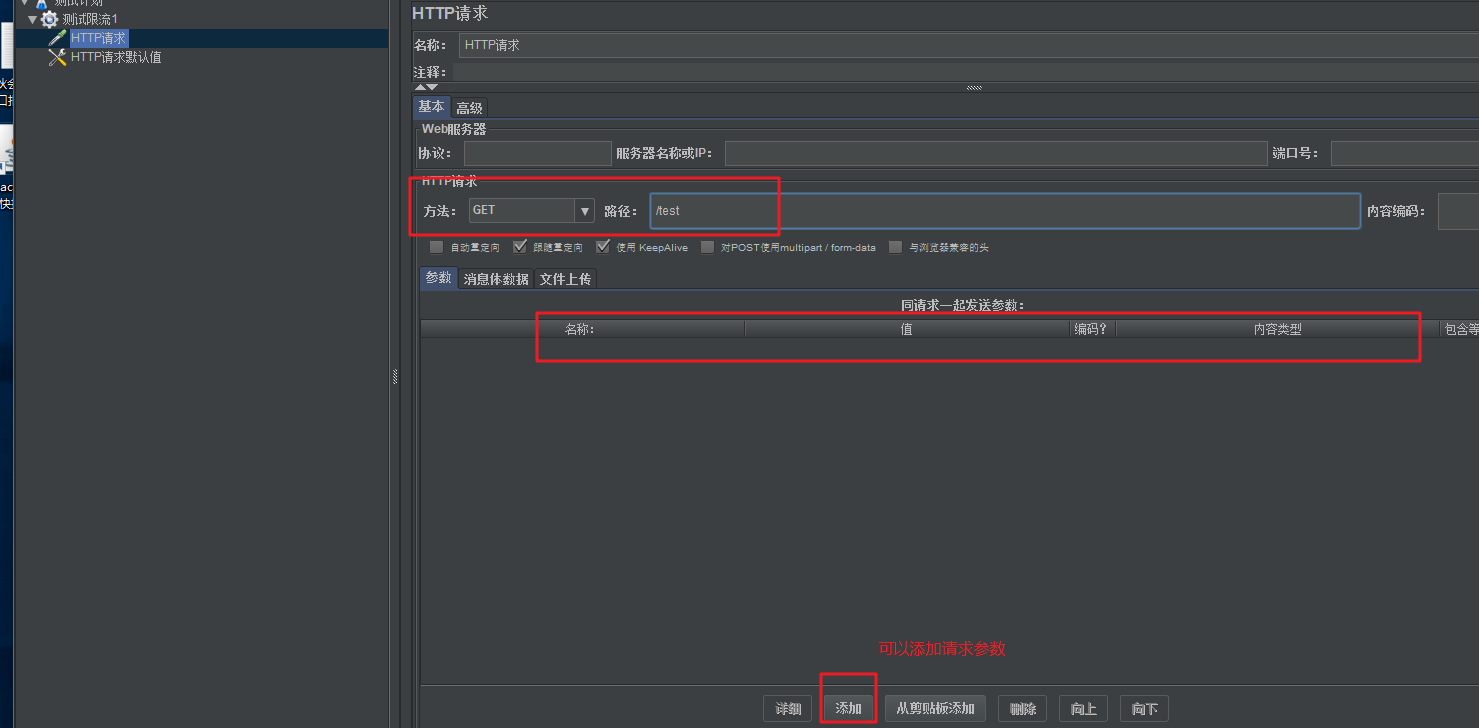 测试计划
测试限流1
HTTP请求
HTTP请求默认值
HTTP请求
名称： HTTP请求
注释：
基本 高级
Web服务器
协议： 服务器名称或IP： 端口号：
HTTP请求
方法： GET 路径： /test 内容编码：
自动重定向 跟随重定向 使用 KeepAlive 对POST使用multipart / form-data 与浏览器兼容的头
参数 消息体数据 文件上传
同请求一起发送参数：
名称： 值 编码? 内容类型 包含等
可以添加请求参数
详细 添加 从剪贴板添加 删除 向上 向下